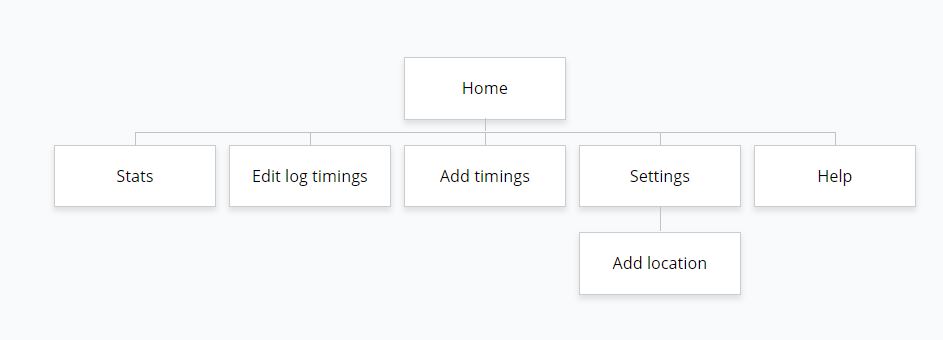 Home
Stats
Edit log timings
Add timings
Settings
Help
Add location